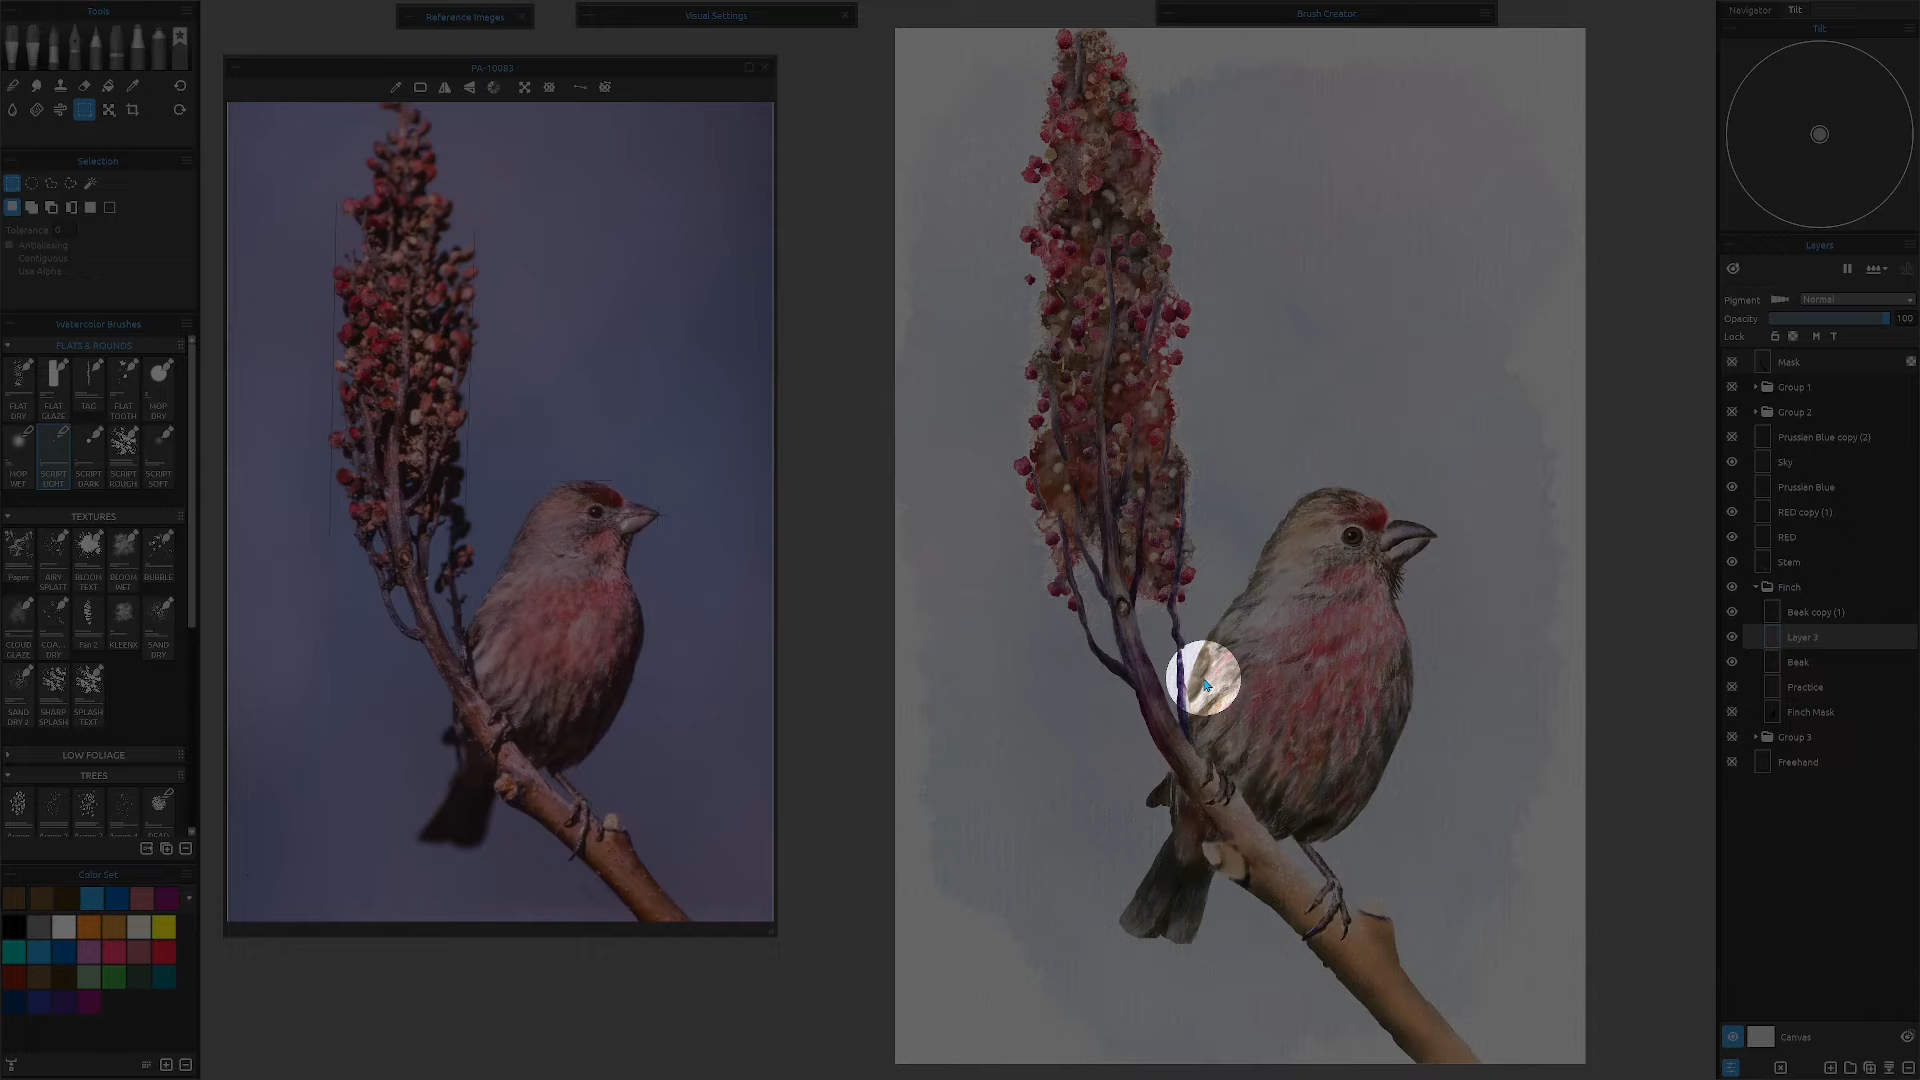 Tools
Reference Images
Visual Settings
Brush Creator
Navigator
Tilt
Tilt
PA-10083
Selection
Tolerance 0
Antialiasing
Contiguous
Use Alpha
Watercolor Brushes
FLATS & ROUNDS
FLAT DRY
FLAT GLAZE
TAG
FLAT TOOTH
MOP DRY
MOP WET
SCRIPT LIGHT
SCRIPT DARK
SCRIPT ROUGH
SCRIPT SOFT
TEXTURES
Paper
AIRY SPLATT
BLOOM TEXT
BLOOM WET
BUBBLE
CLOUD GLAZE
COA... DRY
Fan 2
KLEENX
SAND DRY
SAND DRY 2
SHARP SPLASH
SPLASH TEXT
LOW FOLIAGE
TREES
Color Set
Layers
Pigment
Normal
Opacity
100
Lock
M
T
Mask
Group 1
Group 2
Prussian Blue copy (2)
Sky
Prussian Blue
RED copy (1)
RED
Stem
Finch
Beak copy (1)
Layer 3
Beak
Practice
Finch Mask
Group 3
Freehand
Canvas